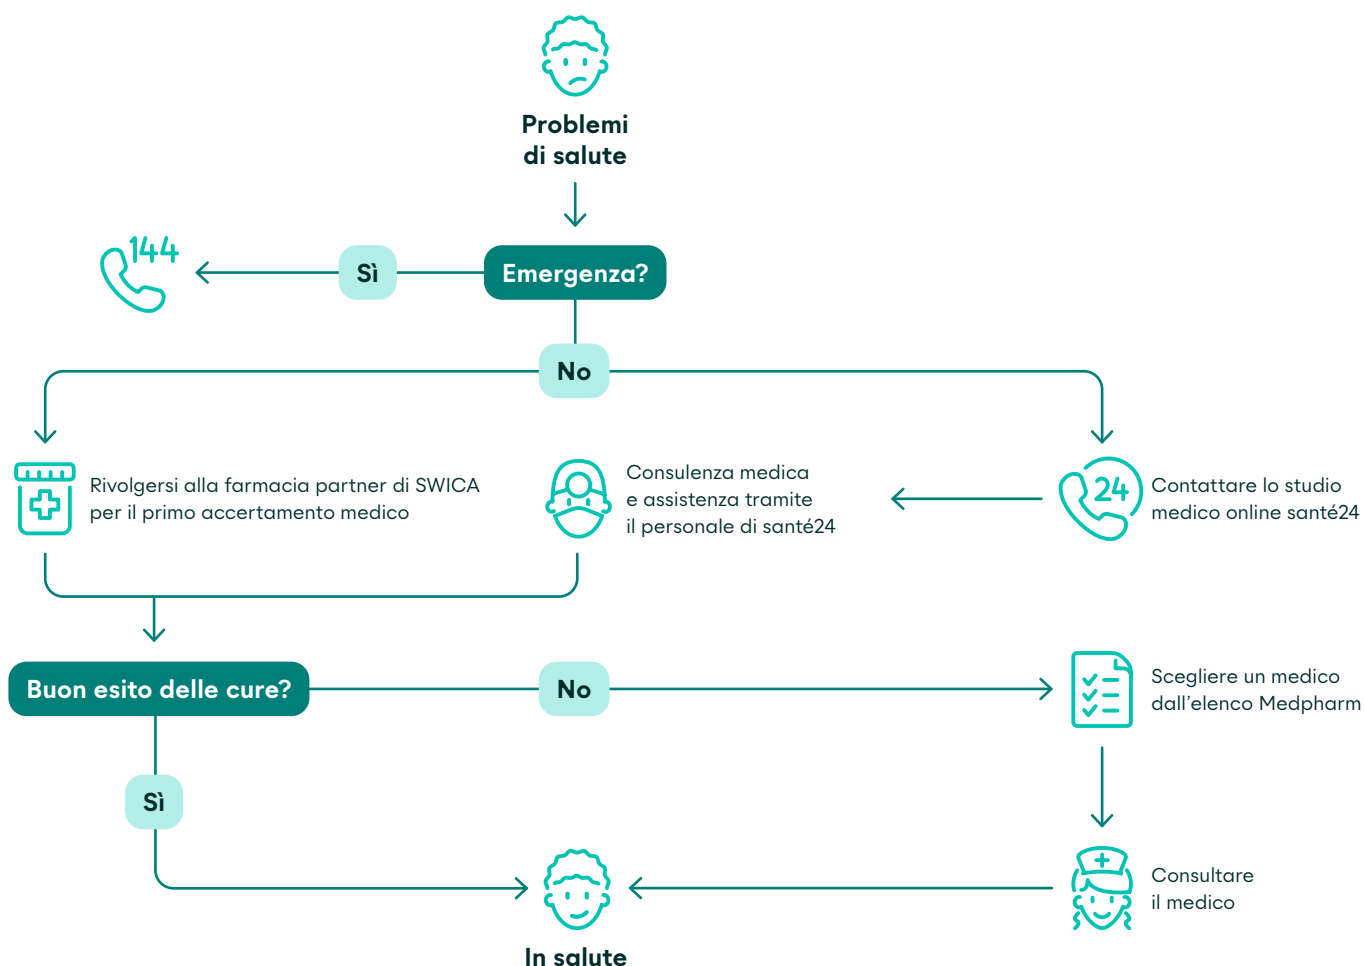 Problemi
di salute
144
Sì
Emergenza?
No
Rivolgersi alla farmacia partner di SWICA
per il primo accertamento medico
Consulenza medica
e assistenza tramite
il personale di santé24
24
Contattare lo studio
medico online santé24
Buon esito delle cure?
No
Scegliere un medico
dall'elenco Medpharm
Sì
Consultare
il medico
In salute